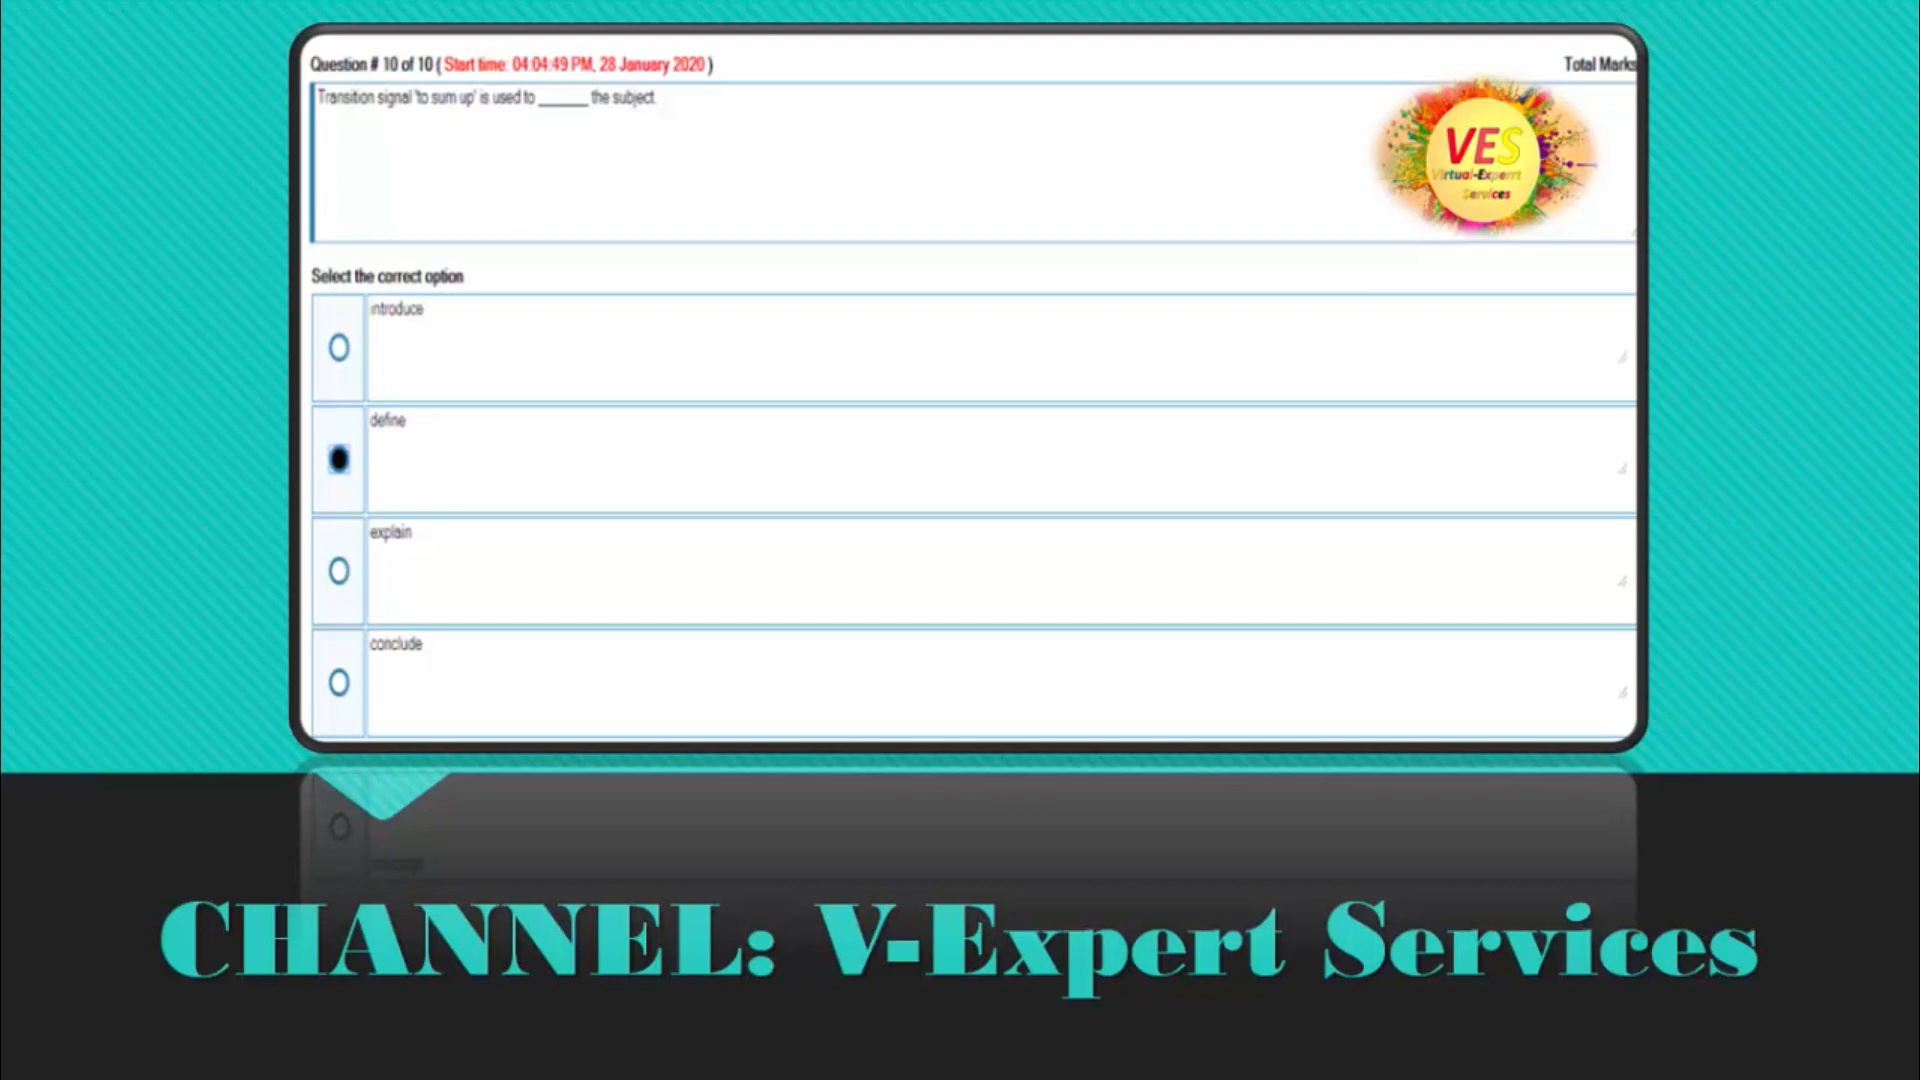 Question # 10 of 10 ( Start time: 04:04:49 PM, 28 January 2020 )
Total Marks
Transition signal 'to sum up' is used to ______ the subject.
VES
Virtual-Experrt
Services
Select the correct option
introduce
define
explain
conclude
CHANNEL: V-Expert Services